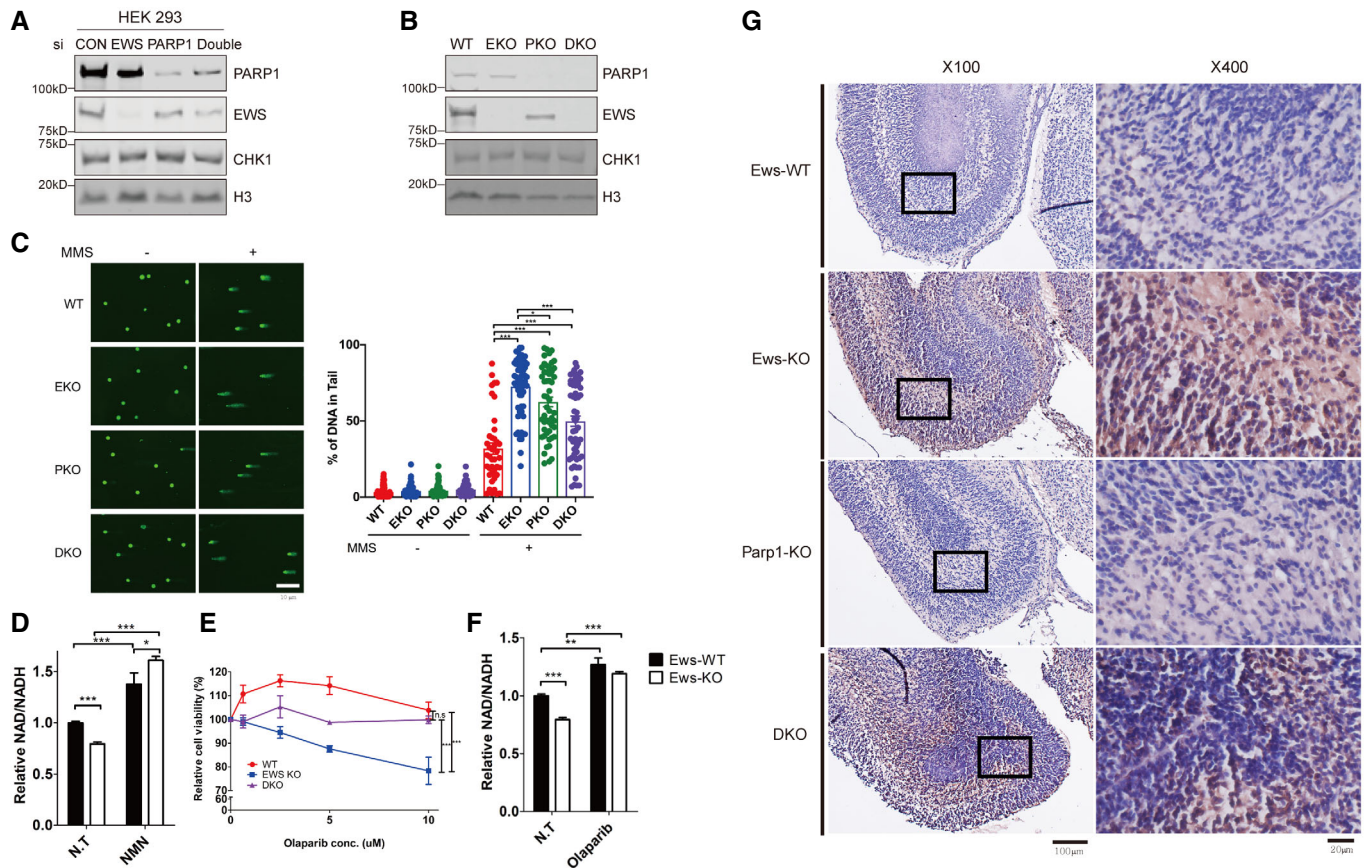 A
HEK 293
si CON EWS PARP1 Double
PARP1
100kD
EWS
75kD
75kD
CHK1
20kD
H3
B
WT EKO PKO DKO
PARP1
100kD
EWS
75kD
75kD
CHK1
20kD
H3
C
MMS - +
WT
EKO
PKO
DKO
10μm
% of DNA in Tail
100
50
0
***
*
***
***
***
WT EKO PKO DKO WT EKO PKO DKO
MMS - +
D
Relative NAD/NADH
1.5
1.0
0.5
0.0
***
***
***
*
N.T NMN
E
Relative cell viability (%)
120
110
100
90
80
70
60
60
0
WT
EWS KO
DKO
n.s
***
***
0 5 10
Olaparib conc. (uM)
F
Relative NAD/NADH
1.5
1.0
0.5
0.0
***
**
***
N.T Olaparib
Ews-WT
Ews-KO
G
X100 X400
Ews-WT
Ews-KO
Parp1-KO
DKO
100μm 20μm